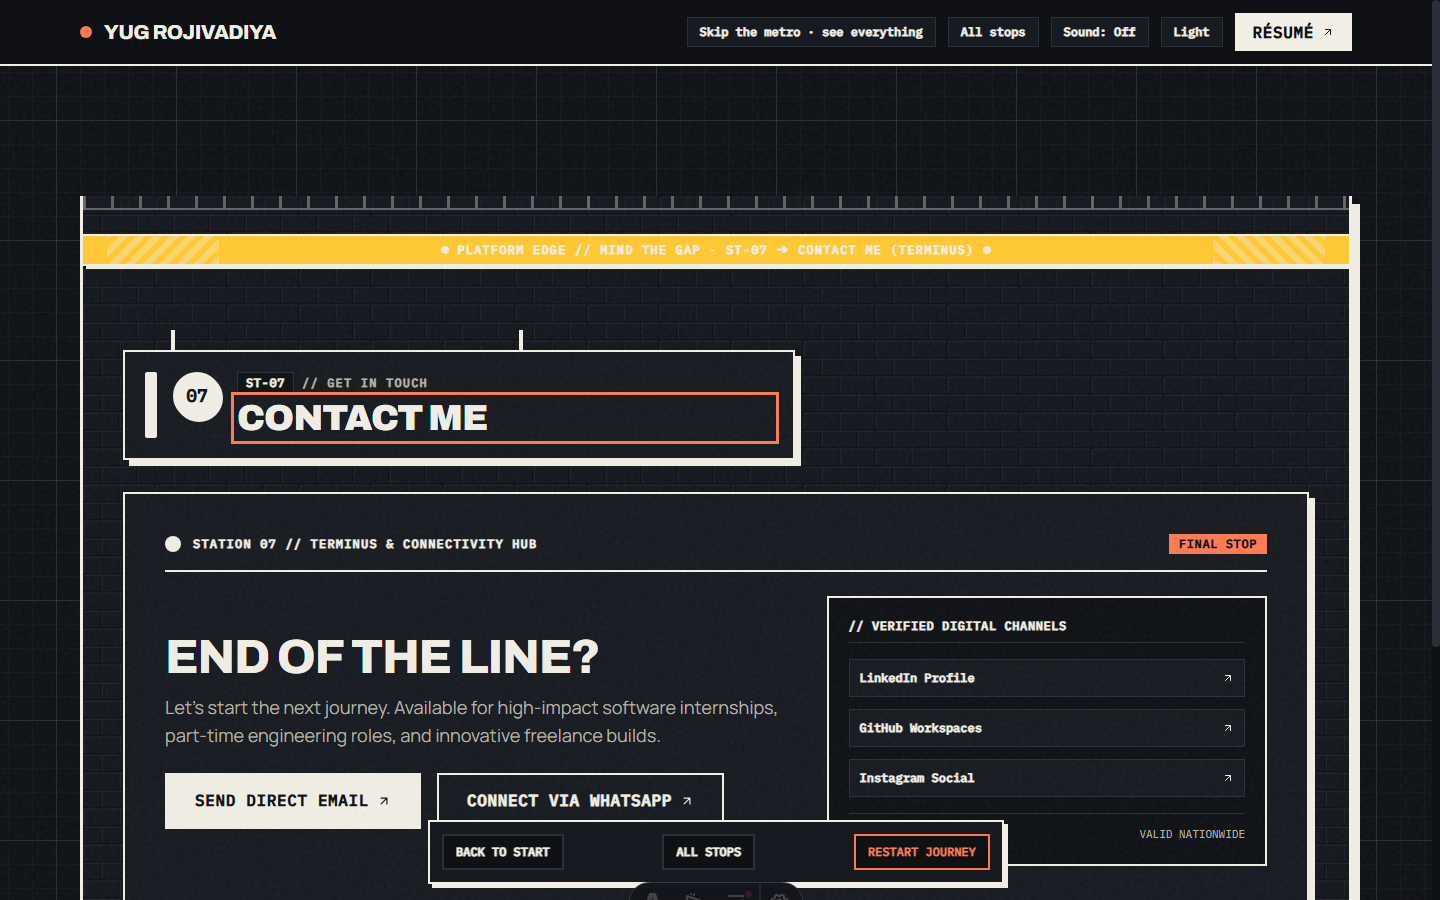 YUG ROJIVADIYA
Skip the metro · see everything
All stops
Sound: Off
Light
RÉSUMÉ ↗
● PLATFORM EDGE // MIND THE GAP · ST-07 ➔ CONTACT ME (TERMINUS) ●
07
ST-07 // GET IN TOUCH
CONTACT ME
STATION 07 // TERMINUS & CONNECTIVITY HUB
FINAL STOP
END OF THE LINE?
Let's start the next journey. Available for high-impact software internships,
part-time engineering roles, and innovative freelance builds.
SEND DIRECT EMAIL ↗
CONNECT VIA WHATSAPP ↗
// VERIFIED DIGITAL CHANNELS
LinkedIn Profile ↗
GitHub Workspaces ↗
Instagram Social ↗
VALID NATIONWIDE
BACK TO START
ALL STOPS
RESTART JOURNEY